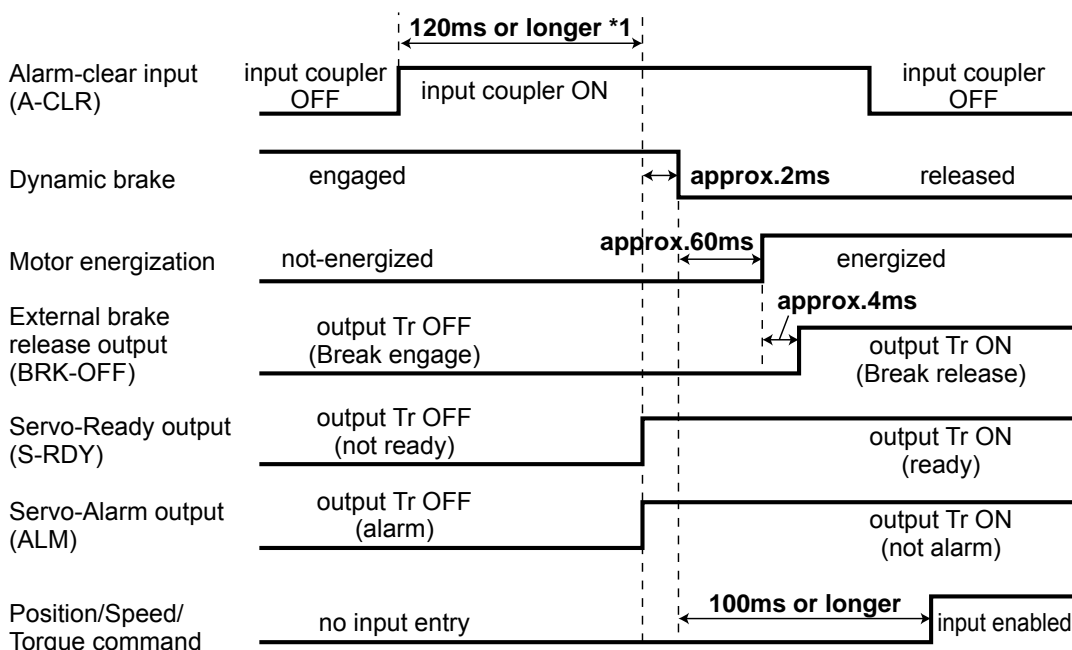 120ms or longer *1
Alarm-clear input
(A-CLR)
input coupler
OFF
input coupler ON
input coupler
OFF
Dynamic brake
engaged
approx.2ms
released
approx.60ms
Motor energization
not-energized
energized
approx.4ms
External brake
release output
(BRK-OFF)
output Tr OFF
(Break engage)
output Tr ON
(Break release)
Servo-Ready output
(S-RDY)
output Tr OFF
(not ready)
output Tr ON
(ready)
Servo-Alarm output
(ALM)
output Tr OFF
(alarm)
output Tr ON
(not alarm)
Position/Speed/
Torque command
no input entry
100ms or longer
input enabled